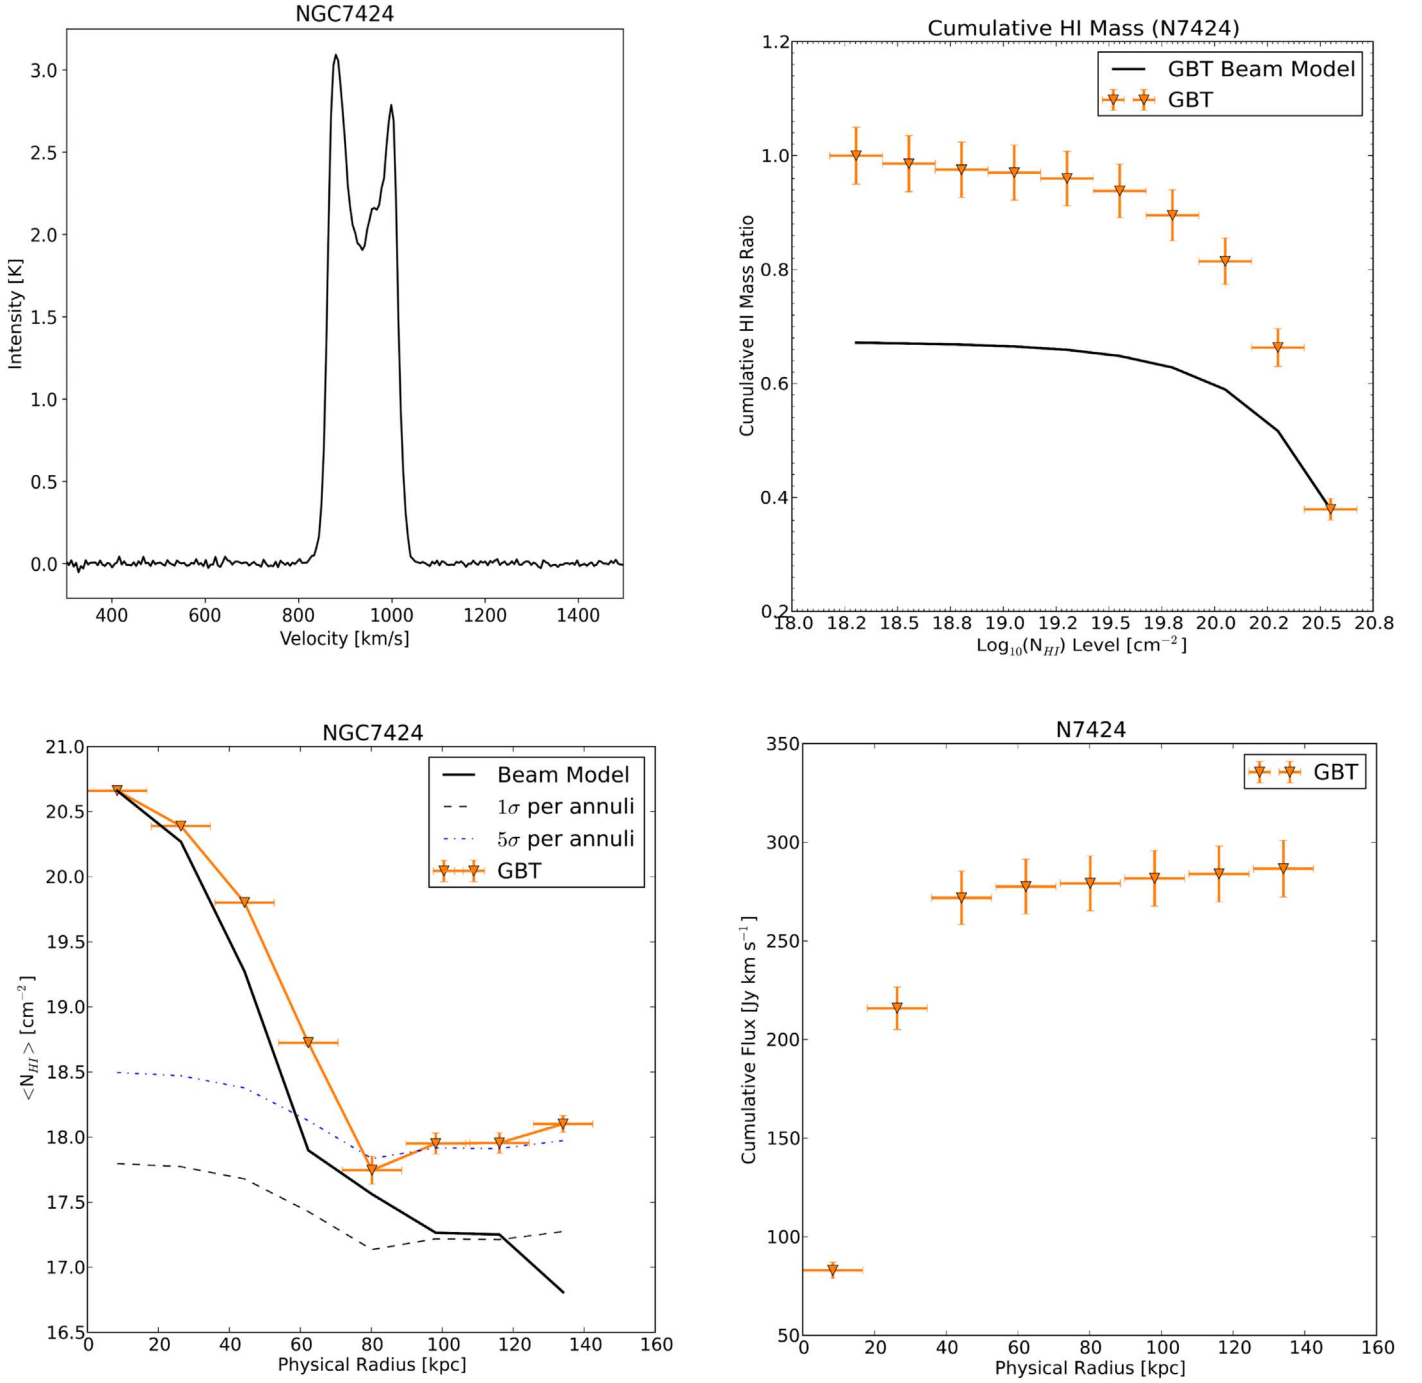 NGC7424
Intensity [K]
3.0
2.5
2.0
1.5
1.0
0.5
0.0
400 600 800 1000 1200 1400
Velocity [km/s]
Cumulative HI Mass (N7424)
GBT Beam Model
GBT
Cumulative HI Mass Ratio
1.2
1.0
0.8
0.6
0.4
0.2
18.0 18.2 18.5 18.8 19.0 19.2 19.5 19.8 20.0 20.2 20.5 20.8
Log₁₀(N_HI) Level [cm⁻²]
NGC7424
Beam Model
1σ per annuli
5σ per annuli
GBT
<N_HI> [cm⁻²]
21.0
20.5
20.0
19.5
19.0
18.5
18.0
17.5
17.0
16.5
0 20 40 60 80 100 120 140 160
Physical Radius [kpc]
N7424
GBT
Cumulative Flux [Jy km s⁻¹]
350
300
250
200
150
100
50
0 20 40 60 80 100 120 140 160
Physical Radius [kpc]